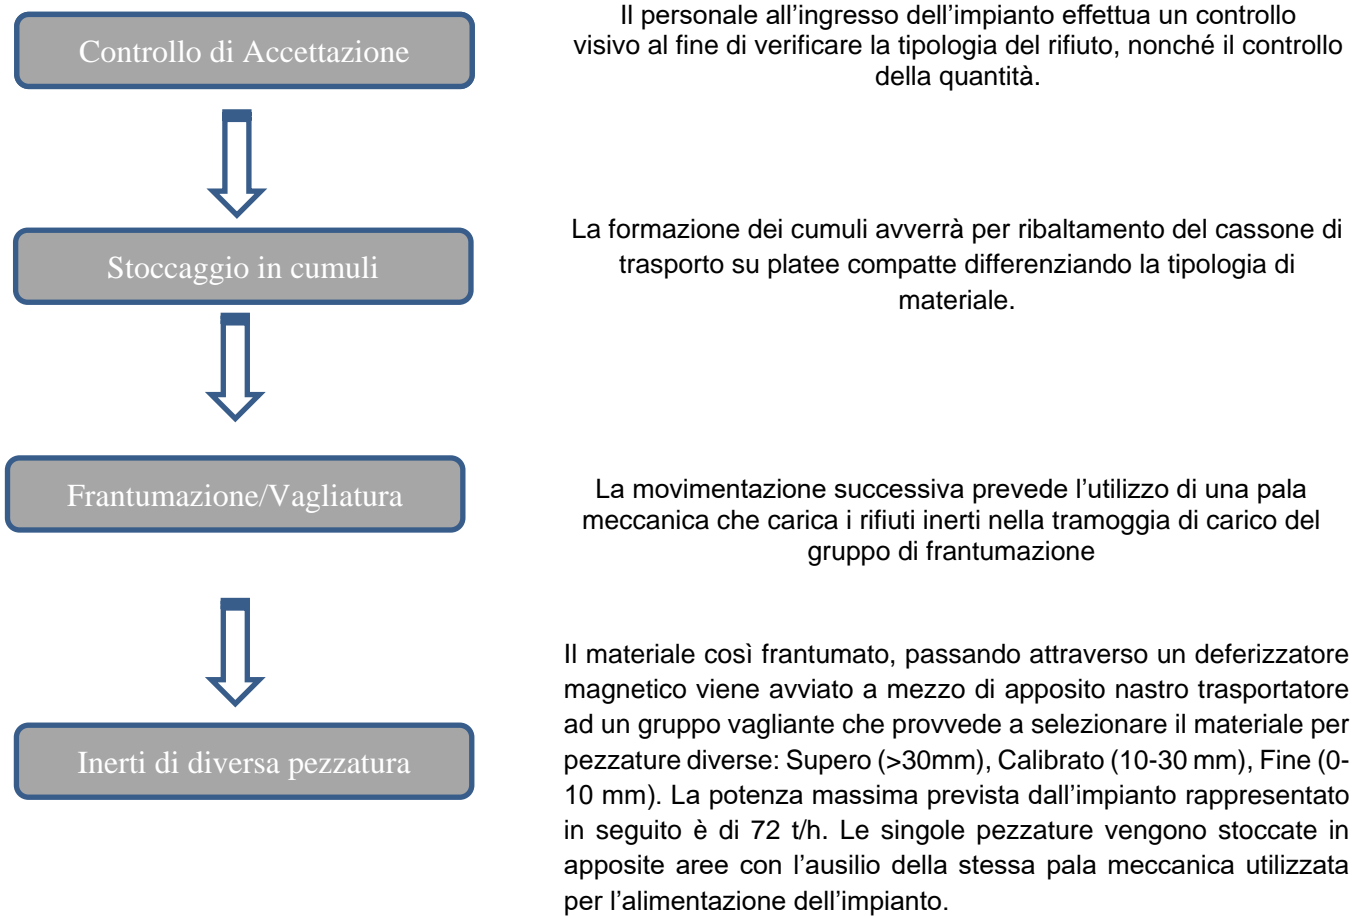 Controllo di Accettazione
Il personale all’ingresso dell’impianto effettua un controllo
visivo al fine di verificare la tipologia del rifiuto, nonché il controllo
della quantità.
Stoccaggio in cumuli
La formazione dei cumuli avverrà per ribaltamento del cassone di
trasporto su platee compatte differenziando la tipologia di
materiale.
Frantumazione/Vagliatura
La movimentazione successiva prevede l’utilizzo di una pala
meccanica che carica i rifiuti inerti nella tramoggia di carico del
gruppo di frantumazione
Inerti di diversa pezzatura
Il materiale così frantumato, passando attraverso un deferizzatore
magnetico viene avviato a mezzo di apposito nastro trasportatore
ad un gruppo vagliante che provvede a selezionare il materiale per
pezzature diverse: Supero (>30mm), Calibrato (10-30 mm), Fine (0-
10 mm). La potenza massima prevista dall’impianto rappresentato
in seguito è di 72 t/h. Le singole pezzature vengono stoccate in
apposite aree con l’ausilio della stessa pala meccanica utilizzata
per l’alimentazione dell’impianto.